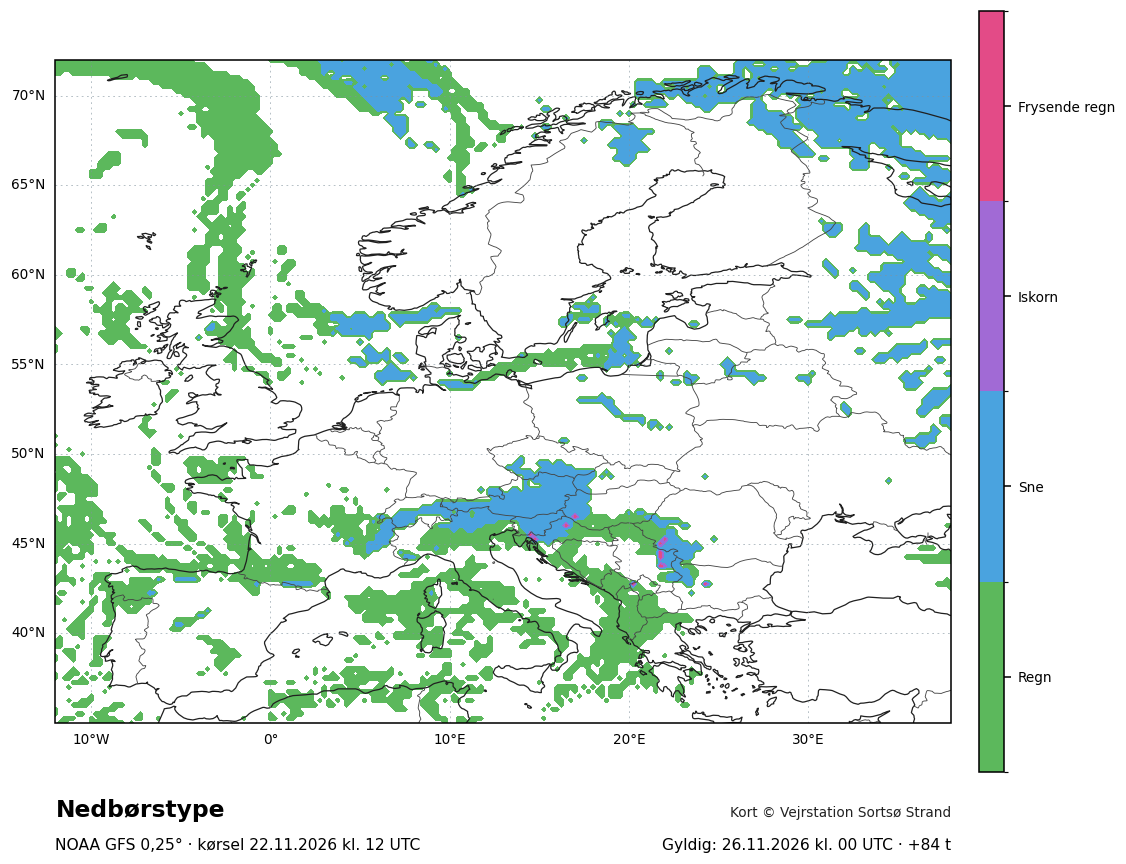 Frysende regn
Iskorn
Sne
Regn
70°N
65°N
60°N
55°N
50°N
45°N
40°N
10°W
0°
10°E
20°E
30°E
Nedbørstype
Kort © Vejrstation Sortsø Strand
NOAA GFS 0,25° · kørsel 22.11.2026 kl. 12 UTC
Gyldig: 26.11.2026 kl. 00 UTC · +84 t